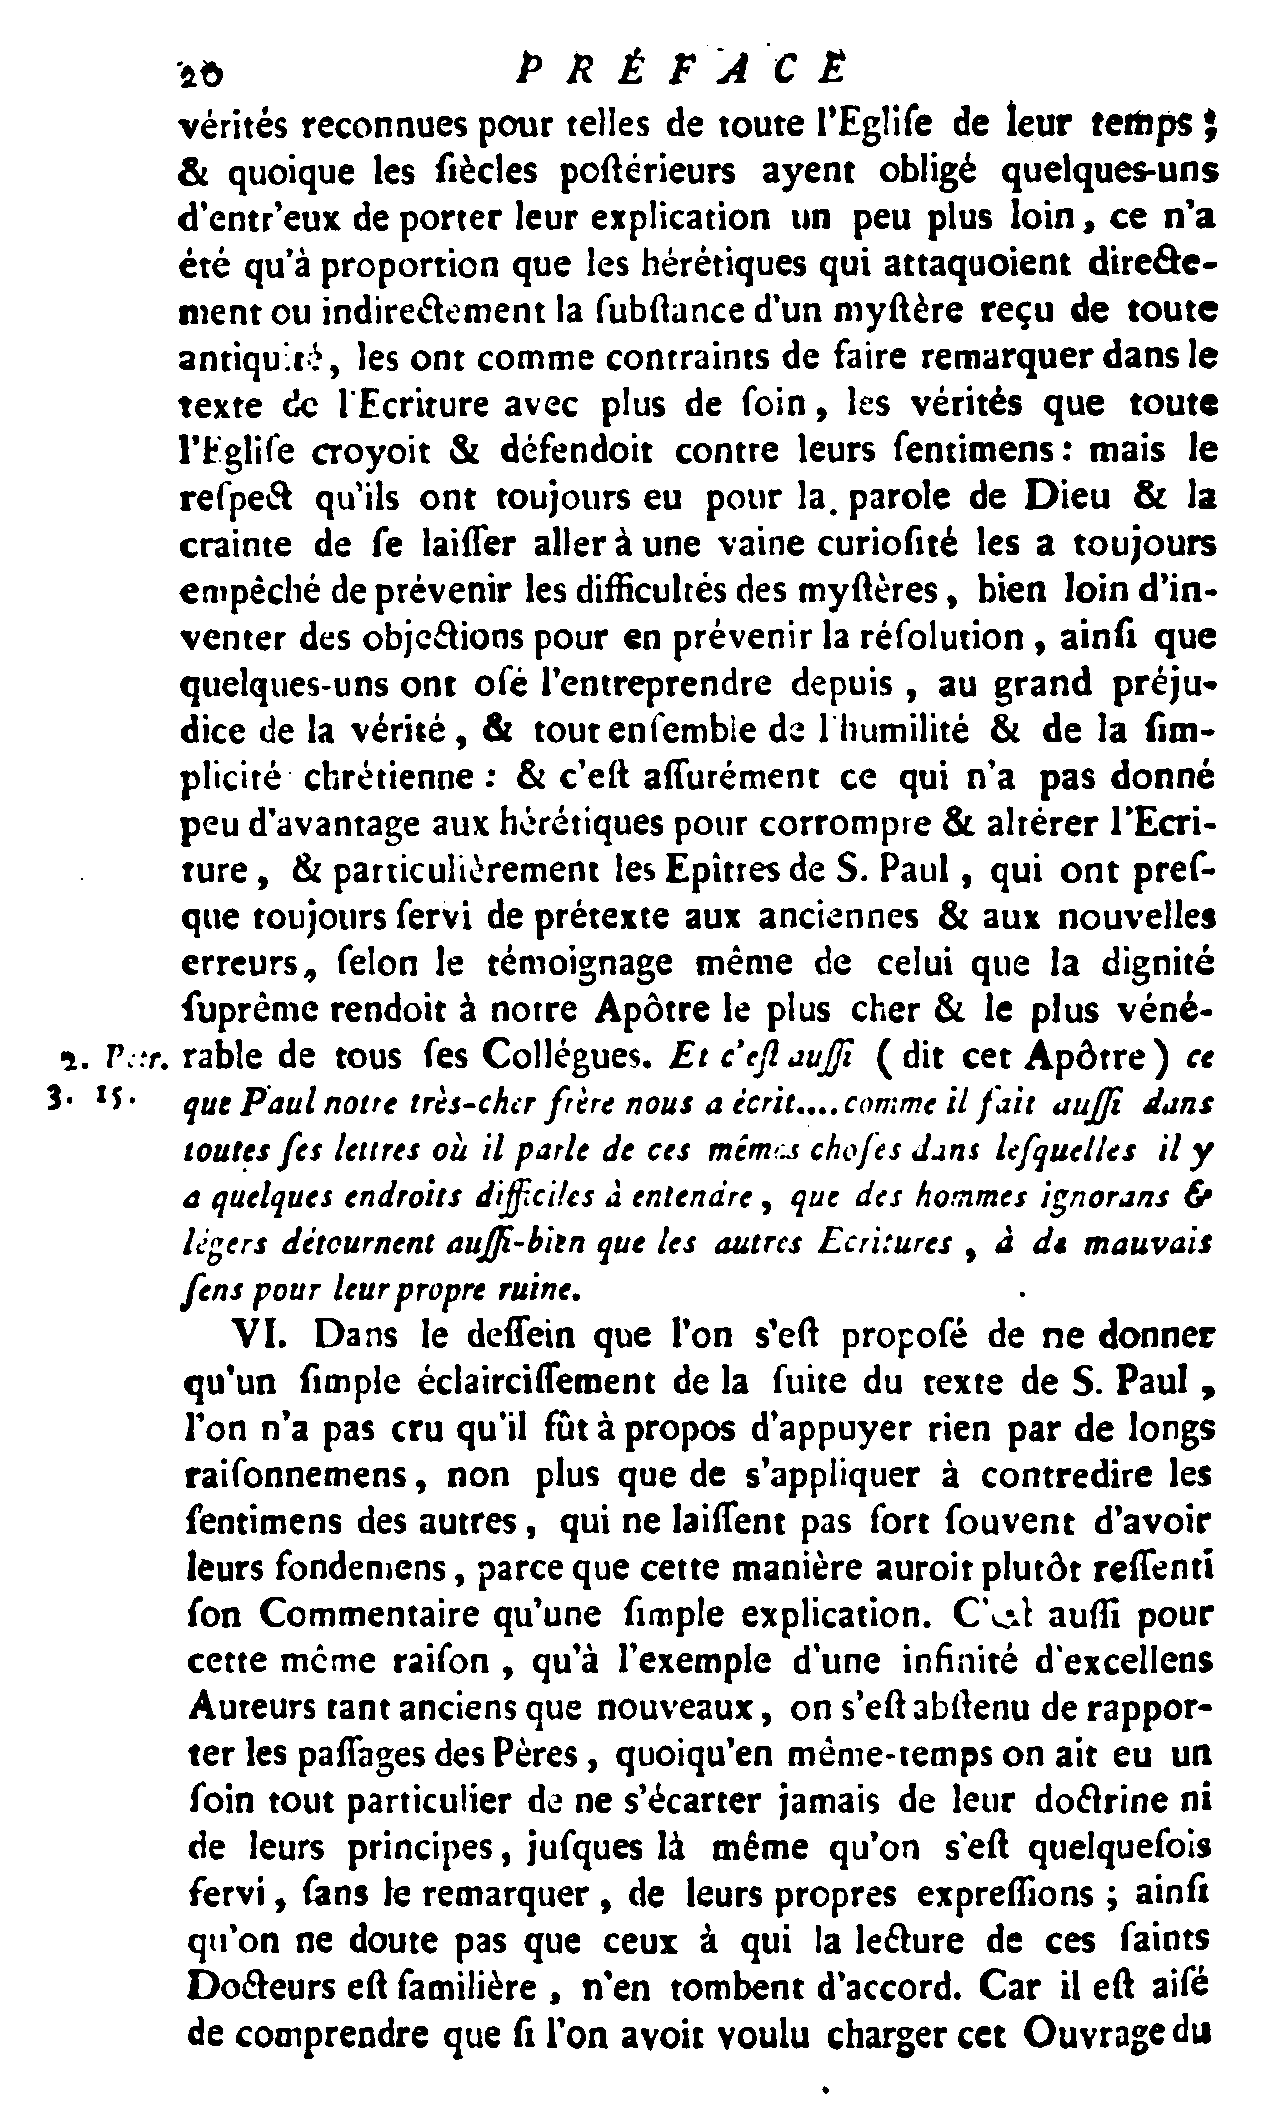 20 PRÉFACE
vérités reconnues pour telles de toute l'Egliſe de leur temps ;
& quoique les ſiècles poſtérieurs ayent obligé quelques-uns
d'entr'eux de porter leur explication un peu plus loin, ce n'a
été qu'à proportion que les hérétiques qui attaquoient directe-
ment ou indirectement la ſubſtance d'un myſtère reçu de toute
antiquité, les ont comme contraints de faire remarquer dans le
texte de l'Ecriture avec plus de ſoin, les vérités que toute
l'Egliſe croyoit & défendoit contre leurs ſentimens : mais le
reſpect qu'ils ont toujours eu pour la parole de Dieu & la
crainte de ſe laiſſer aller à une vaine curioſité les a toujours
empêché de prévenir les difficultés des myſtères, bien loin d'in-
venter des objections pour en prévenir la réſolution, ainſi que
quelques-uns ont oſé l'entreprendre depuis, au grand préju-
dice de la vérité, & tout enſemble de l'humilité & de la ſim-
plicité chrétienne : & c'eſt aſſurément ce qui n'a pas donné
peu d'avantage aux hérétiques pour corrompre & altérer l'Ecri-
ture, & particulièrement les Epîtres de S. Paul, qui ont preſ-
que toujours ſervi de prétexte aux anciennes & aux nouvelles
erreurs, ſelon le témoignage même de celui que la dignité
ſuprême rendoit à notre Apôtre le plus cher & le plus véné-
2. Petr. rable de tous ſes Collégues. Et c'eſt auſſi ( dit cet Apôtre ) ce
3. 15. que Paul notre très-cher frère nous a écrit.... comme il fait auſſi dans
toutes ſes lettres où il parle de ces mêmes choſes dans leſquelles il y
a quelques endroits difficiles à entendre, que des hommes ignorans &
légers détournent auſſi-bien que les autres Ecritures, à de mauvais
ſens pour leur propre ruine.
VI. Dans le deſſein que l'on s'eſt propoſé de ne donner
qu'un ſimple éclairciſſement de la ſuite du texte de S. Paul,
l'on n'a pas cru qu'il fût à propos d'appuyer rien par de longs
raiſonnemens, non plus que de s'appliquer à contredire les
ſentimens des autres, qui ne laiſſent pas fort ſouvent d'avoir
leurs fondemens, parce que cette manière auroit plutôt reſſenti
ſon Commentaire qu'une ſimple explication. C'eſt auſſi pour
cette même raiſon, qu'à l'exemple d'une infinité d'excellens
Auteurs tant anciens que nouveaux, on s'eſt abſtenu de rappor-
ter les paſſages des Pères, quoiqu'en même-temps on ait eu un
ſoin tout particulier de ne s'écarter jamais de leur doctrine ni
de leurs principes, juſques là même qu'on s'eſt quelquefois
ſervi, ſans le remarquer, de leurs propres expreſſions ; ainſi
qu'on ne doute pas que ceux à qui la lecture de ces ſaints
Docteurs eſt familière, n'en tombent d'accord. Car il eſt aiſé
de comprendre que ſi l'on avoit voulu charger cet Ouvrage du